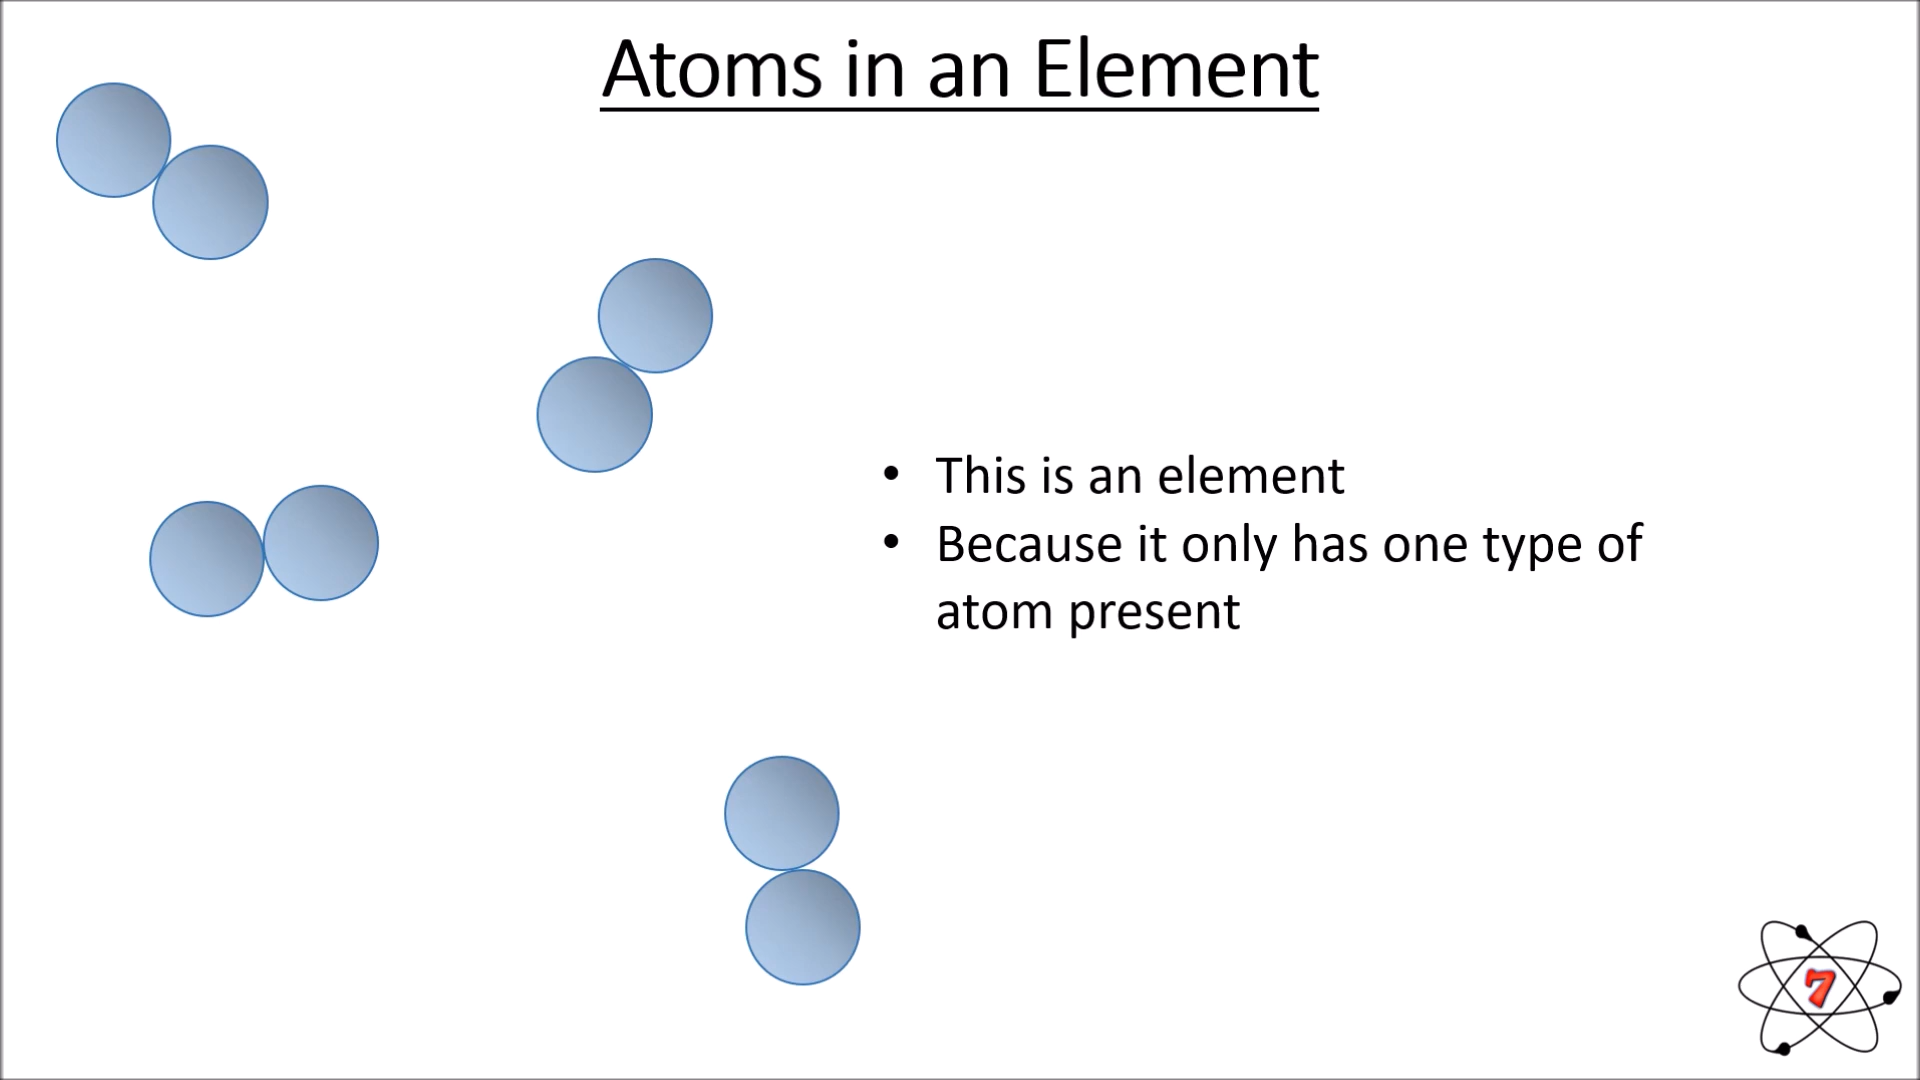 Atoms in an Element
• This is an element
• Because it only has one type of
atom present
7